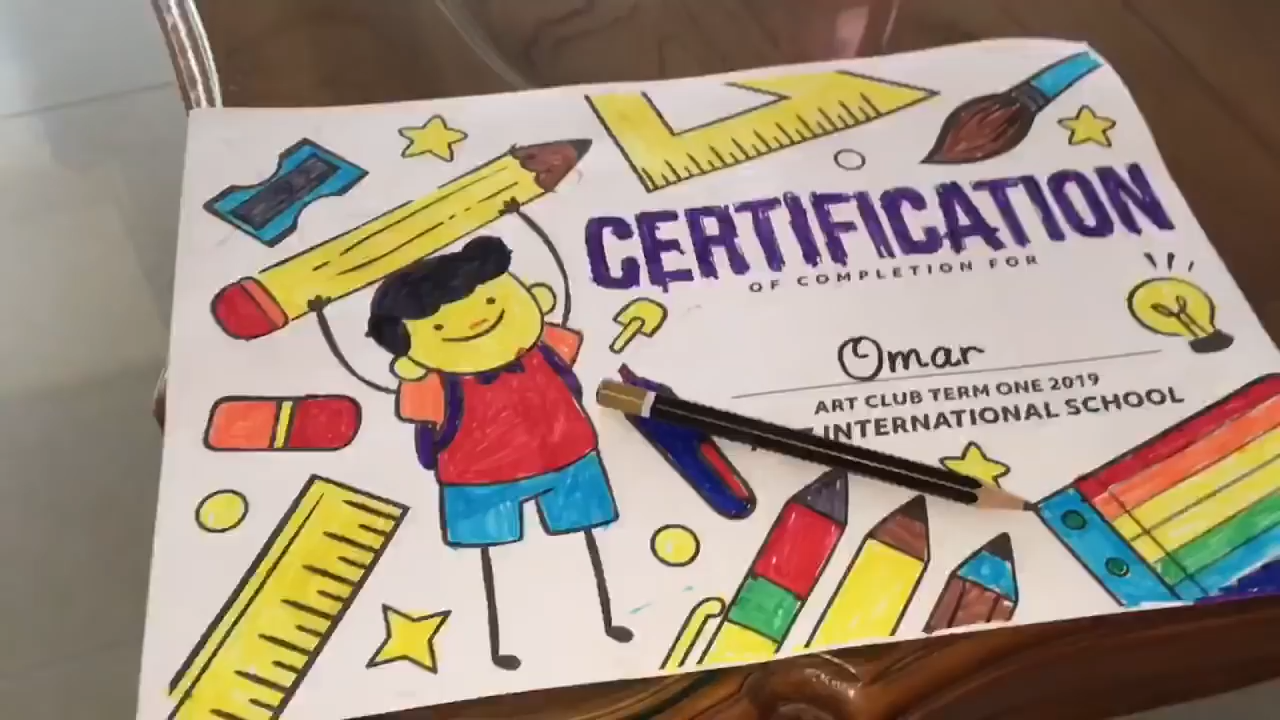 CERTIFICATION
OF COMPLETION FOR
Omar
ART CLUB TERM ONE 2019
INTERNATIONAL SCHOOL